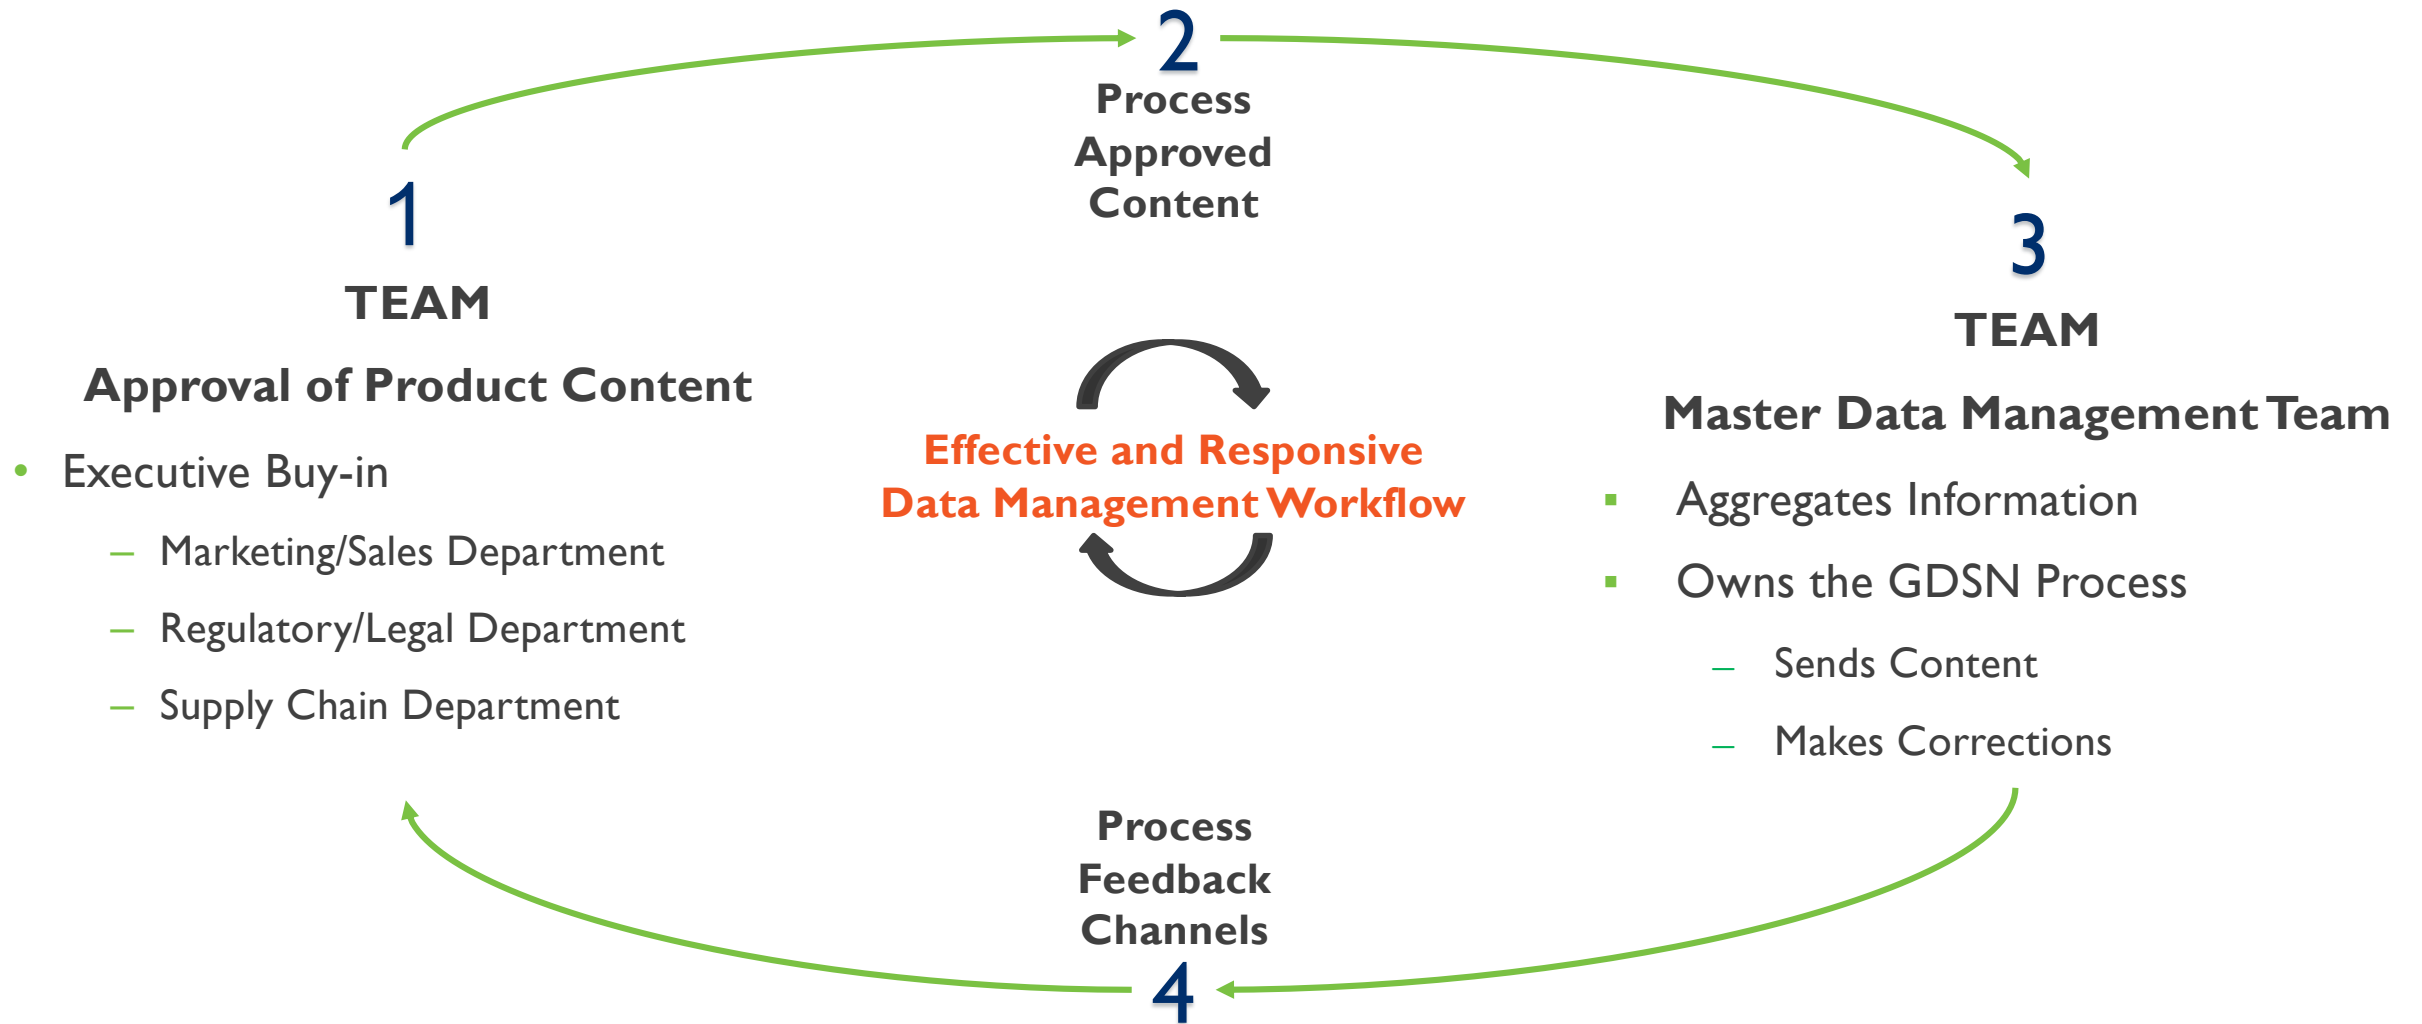 1
TEAM
Approval of Product Content
• Executive Buy-in
– Marketing/Sales Department
– Regulatory/Legal Department
– Supply Chain Department
2
Process
Approved
Content
Effective and Responsive
Data Management Workflow
3
TEAM
Master Data Management Team
▪ Aggregates Information
▪ Owns the GDSN Process
– Sends Content
– Makes Corrections
Process
Feedback
Channels
4